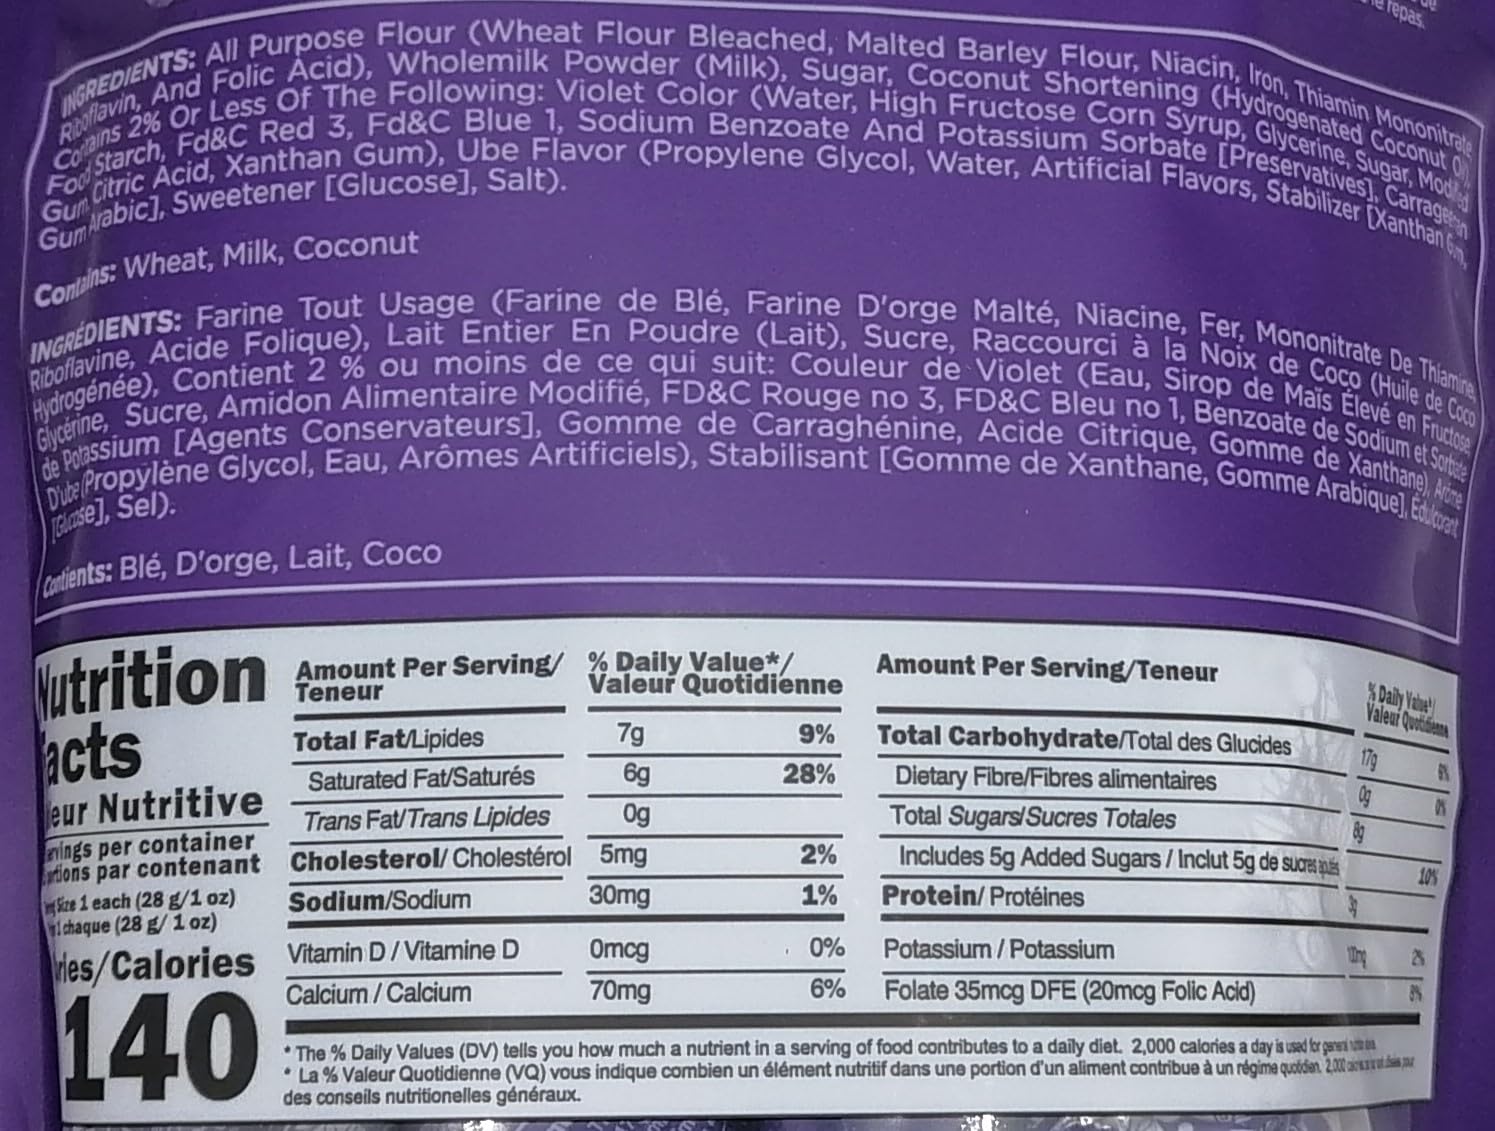 repas.
INGREDIENTS: All Purpose Flour (Wheat Flour Bleached, Malted Barley Flour, Niacin, Iron, Thiamin Mononitrate
Riboflavin, And Folic Acid), Wholemilk Powder (Milk), Sugar, Coconut Shortening (Hydrogenated Coconut Oil),
Contains 2% Or Less Of The Following: Violet Color (Water, High Fructose Corn Syrup, Glycerine, Sugar, Modified
Food Starch, Fd&C Red 3, Fd&C Blue 1, Sodium Benzoate And Potassium Sorbate [Preservatives], Carrageenan
Gum, Citric Acid, Xanthan Gum), Ube Flavor (Propylene Glycol, Water, Artificial Flavors, Stabilizer [Xanthan Gum,
Gum Arabic], Sweetener [Glucose], Salt).
Contains: Wheat, Milk, Coconut
INGRÉDIENTS: Farine Tout Usage (Farine de Blé, Farine D'orge Malté, Niacine, Fer, Mononitrate De Thiamine,
Riboflavine, Acide Folique), Lait Entier En Poudre (Lait), Sucre, Raccourci à la Noix de Coco (Huile de Coco
Hydrogénée), Contient 2 % ou moins de ce qui suit: Couleur de Violet (Eau, Sirop de Maïs Élevé en Fructose
Glycérine, Sucre, Amidon Alimentaire Modifié, FD&C Rouge no 3, FD&C Bleu no 1, Benzoate de Sodium et Sorbate
de Potassium [Agents Conservateurs], Gomme de Carraghénine, Acide Citrique, Gomme de Xanthane), Arôme
D'ube (Propylène Glycol, Eau, Arômes Artificiels), Stabilisant [Gomme de Xanthane, Gomme Arabique], Édulcorant
[Glucose], Sel).
Contients: Blé, D'orge, Lait, Coco
Nutrition
Facts
eur Nutritive
ervings per container
ortions par contenant
Size 1 each (28 g/1 oz)
1 chaque (28 g/ 1 oz)
ries/Calories
140
Amount Per Serving/ % Daily Value*/
Teneur Valeur Quotidienne
Total Fat/Lipides 7g 9%
Saturated Fat/Saturés 6g 28%
Trans Fat/Trans Lipides 0g
Cholesterol/ Cholestérol 5mg 2%
Sodium/Sodium 30mg 1%
Vitamin D / Vitamine D 0mcg 0%
Calcium / Calcium 70mg 6%
Amount Per Serving/Teneur % Daily Value*/
Valeur Quotidienne
Total Carbohydrate/Total des Glucides 17g 6%
Dietary Fibre/Fibres alimentaires 0g 0%
Total Sugars/Sucres Totales 8g
Includes 5g Added Sugars / Inclut 5g de sucres ajoutés 10%
Protein/ Protéines 3g
Potassium / Potassium 100mg 2%
Folate 35mcg DFE (20mcg Folic Acid) 8%
* The % Daily Values (DV) tells you how much a nutrient in a serving of food contributes to a daily diet. 2,000 calories a day is used for general
* La % Valeur Quotidienne (VQ) vous indique combien un élément nutritif dans une portion d'un aliment contribue à un régime quotidien. 2,000
des conseils nutritionelles généraux.